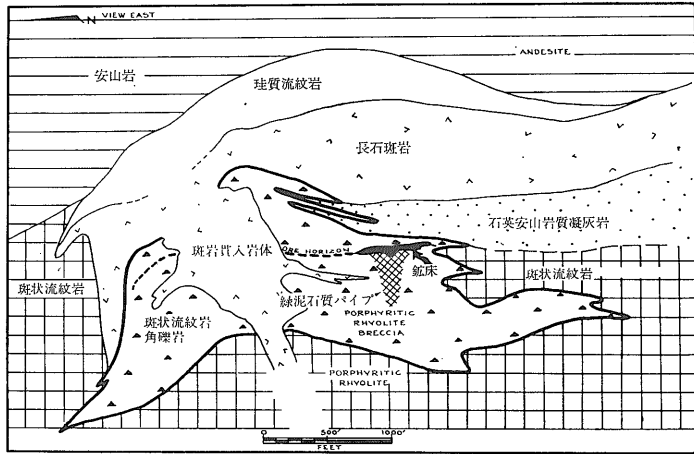 N VIEW EAST
ANDESITE
安山岩
珪質流紋岩
長石斑岩
石英安山岩質凝灰岩
斑岩貫入岩体
ORE HORIZON
鉱床
斑状流紋岩
斑状流紋岩
緑泥石質パイプ
斑状流紋岩
角礫岩
PORPHYRITIC
RHYOLITE
BRECCIA
PORPHYRITIC
RHYOLITE
0 500' 1000'
FEET